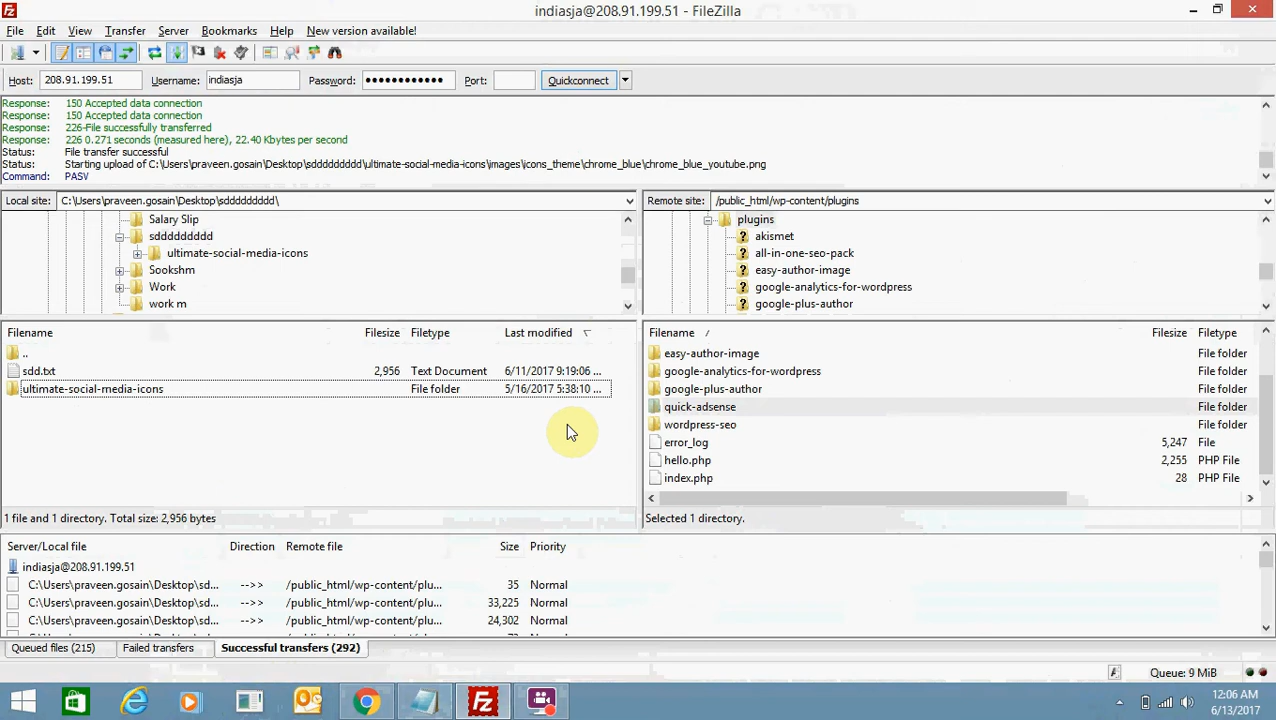 indiasja@208.91.199.51 - FileZilla
File Edit View Transfer Server Bookmarks Help New version available!
Host: 208.91.199.51 Username: indiasja Password: ●●●●●●●●●●●● Port: Quickconnect
Response: 150 Accepted data connection
Response: 150 Accepted data connection
Response: 226-File successfully transferred
Response: 226 0.271 seconds (measured here), 22.40 Kbytes per second
Status: File transfer successful
Status: Starting upload of C:\Users\praveen.gosain\Desktop\sddddddddd\ultimate-social-media-icons\images\icons_theme\chrome_blue\chrome_blue_youtube.png
Command: PASV
Local site: C:\Users\praveen.gosain\Desktop\sddddddddd\
Salary Slip
sddddddddd
ultimate-social-media-icons
Sookshm
Work
work m
Remote site: /public_html/wp-content/plugins
plugins
akismet
all-in-one-seo-pack
easy-author-image
google-analytics-for-wordpress
google-plus-author
Filename Filesize Filetype Last modified
..
sdd.txt 2,956 Text Document 6/11/2017 9:19:06 ...
ultimate-social-media-icons File folder 5/16/2017 5:38:10 ...
1 file and 1 directory. Total size: 2,956 bytes
Filename Filesize Filetype
easy-author-image File folder
google-analytics-for-wordpress File folder
google-plus-author File folder
quick-adsense File folder
wordpress-seo File folder
error_log 5,247 File
hello.php 2,255 PHP File
index.php 28 PHP File
Selected 1 directory.
Server/Local file Direction Remote file Size Priority
indiasja@208.91.199.51
C:\Users\praveen.gosain\Desktop\sd... -->> /public_html/wp-content/plu... 35 Normal
C:\Users\praveen.gosain\Desktop\sd... -->> /public_html/wp-content/plu... 33,225 Normal
C:\Users\praveen.gosain\Desktop\sd... -->> /public_html/wp-content/plu... 24,302 Normal
Queued files (215) Failed transfers Successful transfers (292)
Queue: 9 MiB
12:06 AM
6/13/2017